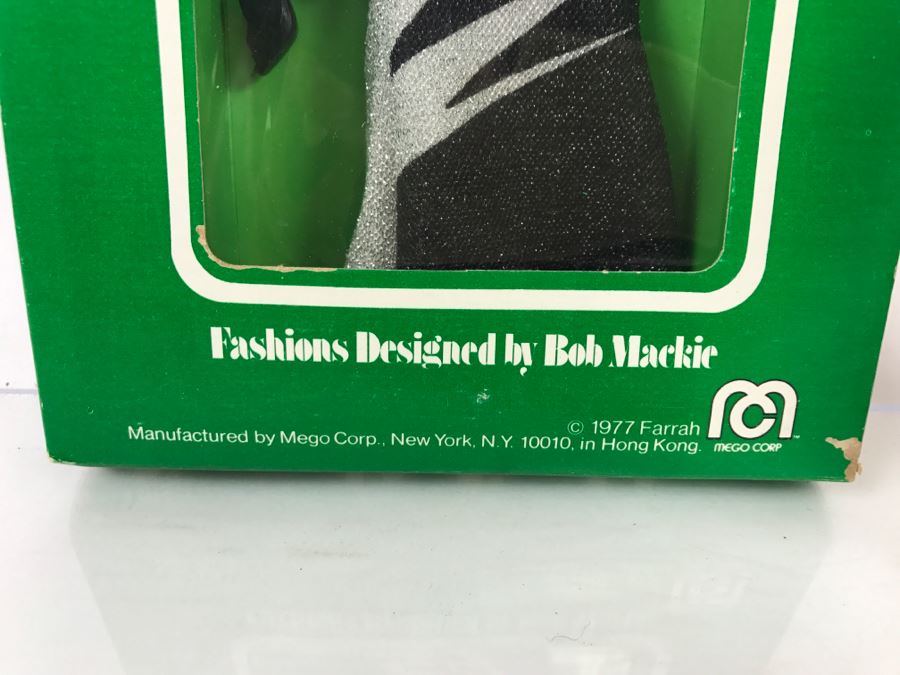 Fashions Designed by Bob Mackie
© 1977 Farrah
Manufactured by Mego Corp., New York, N.Y. 10010, in Hong Kong.
MC™
MEGO CORP